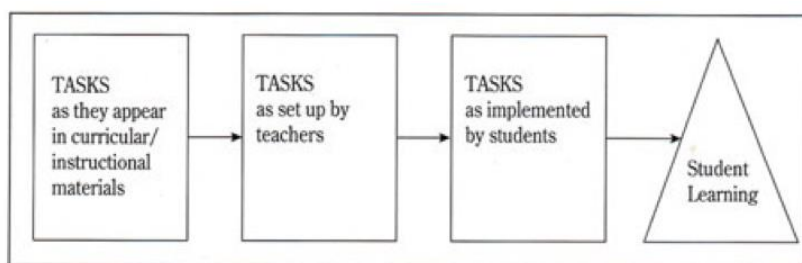 TASKS
as they appear
in curricular/
instructional
materials
TASKS
as set up by
teachers
TASKS
as implemented
by students
Student
Learning